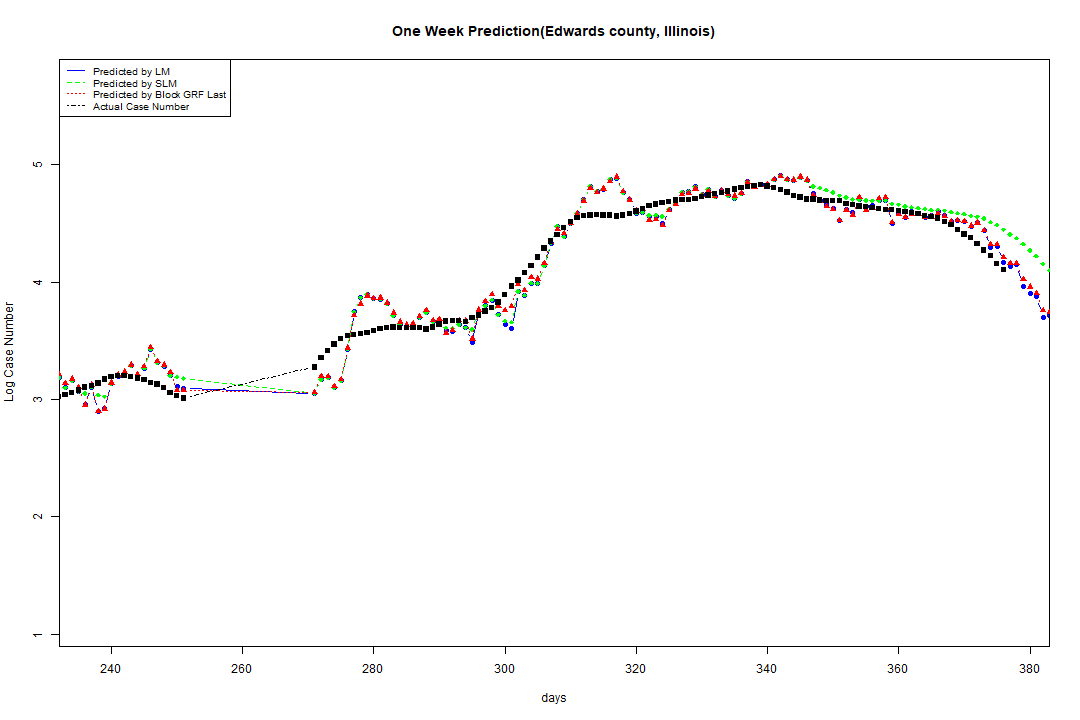 One Week Prediction(Edwards county, Illinois)
Predicted by LM
Predicted by SLM
Predicted by Block GRF Last
Actual Case Number
5
4
3
2
1
Log Case Number
240 260 280 300 320 340 360 380
days